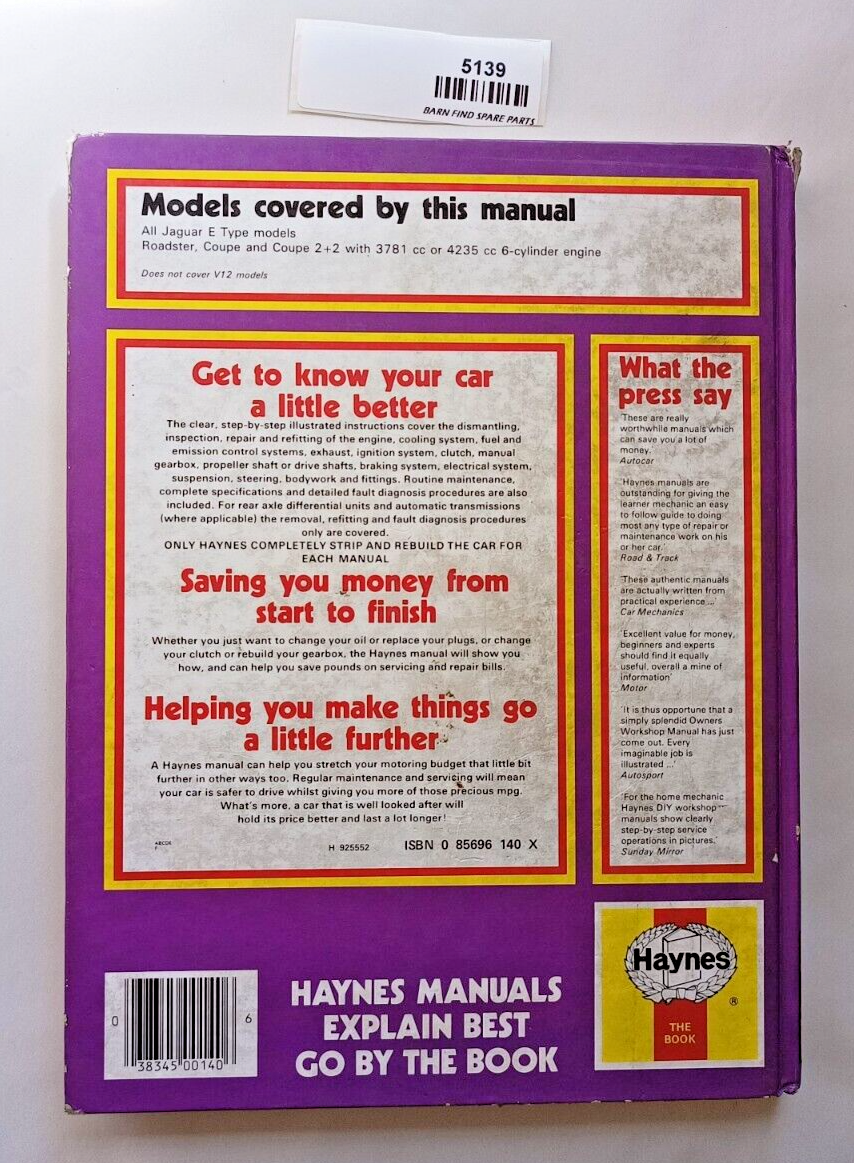 5139
BARN FIND SPARE PARTS
Models covered by this manual
All Jaguar E Type models
Roadster, Coupe and Coupe 2+2 with 3781 cc or 4235 cc 6-cylinder engine
Does not cover V12 models
Get to know your car
a little better
The clear, step-by-step illustrated instructions cover the dismantling,
inspection, repair and refitting of the engine, cooling system, fuel and
emission control systems, exhaust, ignition system, clutch, manual
gearbox, propeller shaft or drive shafts, braking system, electrical system,
suspension, steering, bodywork and fittings. Routine maintenance,
complete specifications and detailed fault diagnosis procedures are also
included. For rear axle differential units and automatic transmissions
(where applicable) the removal, refitting and fault diagnosis procedures
only are covered.
ONLY HAYNES COMPLETELY STRIP AND REBUILD THE CAR FOR
EACH MANUAL
Saving you money from
start to finish
Whether you just want to change your oil or replace your plugs, or change
your clutch or rebuild your gearbox, the Haynes manual will show you
how, and can help you save pounds on servicing and repair bills.
Helping you make things go
a little further
A Haynes manual can help you stretch your motoring budget that little bit
further in other ways too. Regular maintenance and servicing will mean
your car is safer to drive whilst giving you more of those precious mpg.
What's more, a car that is well looked after will
hold its price better and last a lot longer!
ABCDE
F
H 925552
ISBN 0 85696 140 X
What the
press say
'These are really
worthwhile manuals which
can save you a lot of
money.'
Autocar
'Haynes manuals are
outstanding for giving the
learner mechanic an easy
to follow guide to doing
most any type of repair or
maintenance work on his
or her car.'
Road & Track
'These authentic manuals
are actually written from
practical experience ...'
Car Mechanics
'Excellent value for money,
beginners and experts
should find it equally
useful, overall a mine of
information'
Motor
'It is thus opportune that a
simply splendid Owners
Workshop Manual has just
come out. Every
imaginable job is
illustrated ...'
Autosport
'For the home mechanic
Haynes DIY workshop
manuals show clearly
step-by-step service
operations in pictures.'
Sunday Mirror
0 38345 00140 6
HAYNES MANUALS
EXPLAIN BEST
GO BY THE BOOK
Haynes
®
THE
BOOK